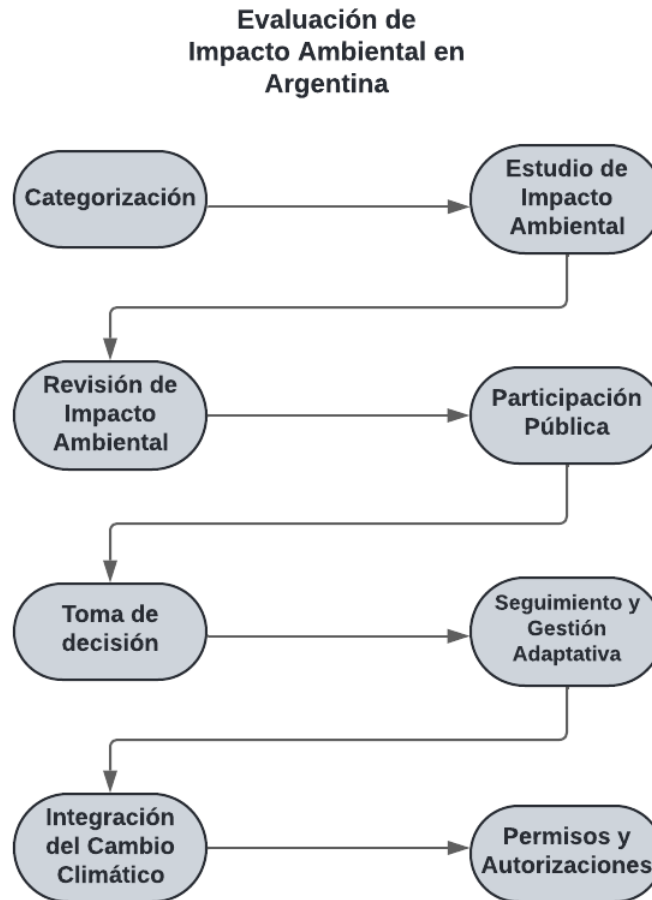 Evaluación de
Impacto Ambiental en
Argentina
Categorización
Estudio de
Impacto
Ambiental
Revisión de
Impacto
Ambiental
Participación
Pública
Toma de
decisión
Seguimiento y
Gestión
Adaptativa
Integración
del Cambio
Climático
Permisos y
Autorizaciones